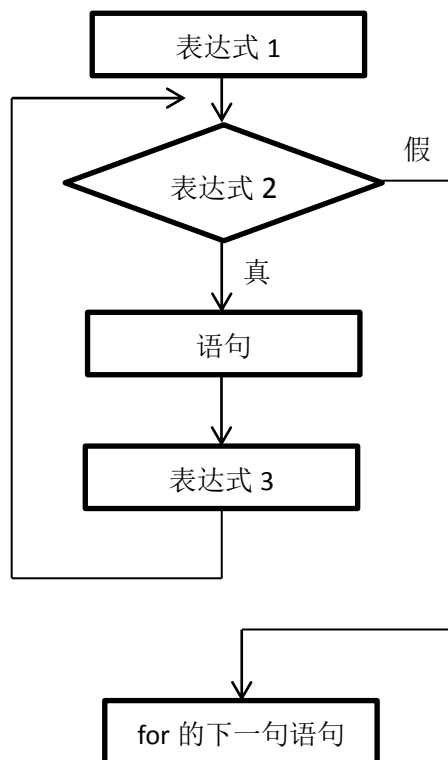 表达式 1
假
表达式 2
真
语句
表达式 3
for 的下一句语句